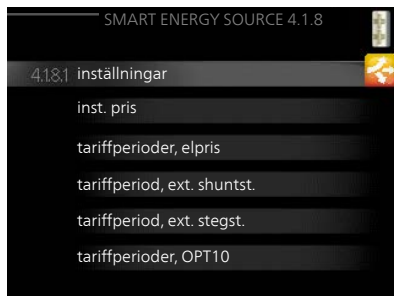 SMART ENERGY SOURCE 4.1.8
4.1.8.1 inställningar
inst. pris
tariffperioder, elpris
tariffperiod, ext. shuntst.
tariffperiod, ext. stegst.
tariffperioder, OPT10